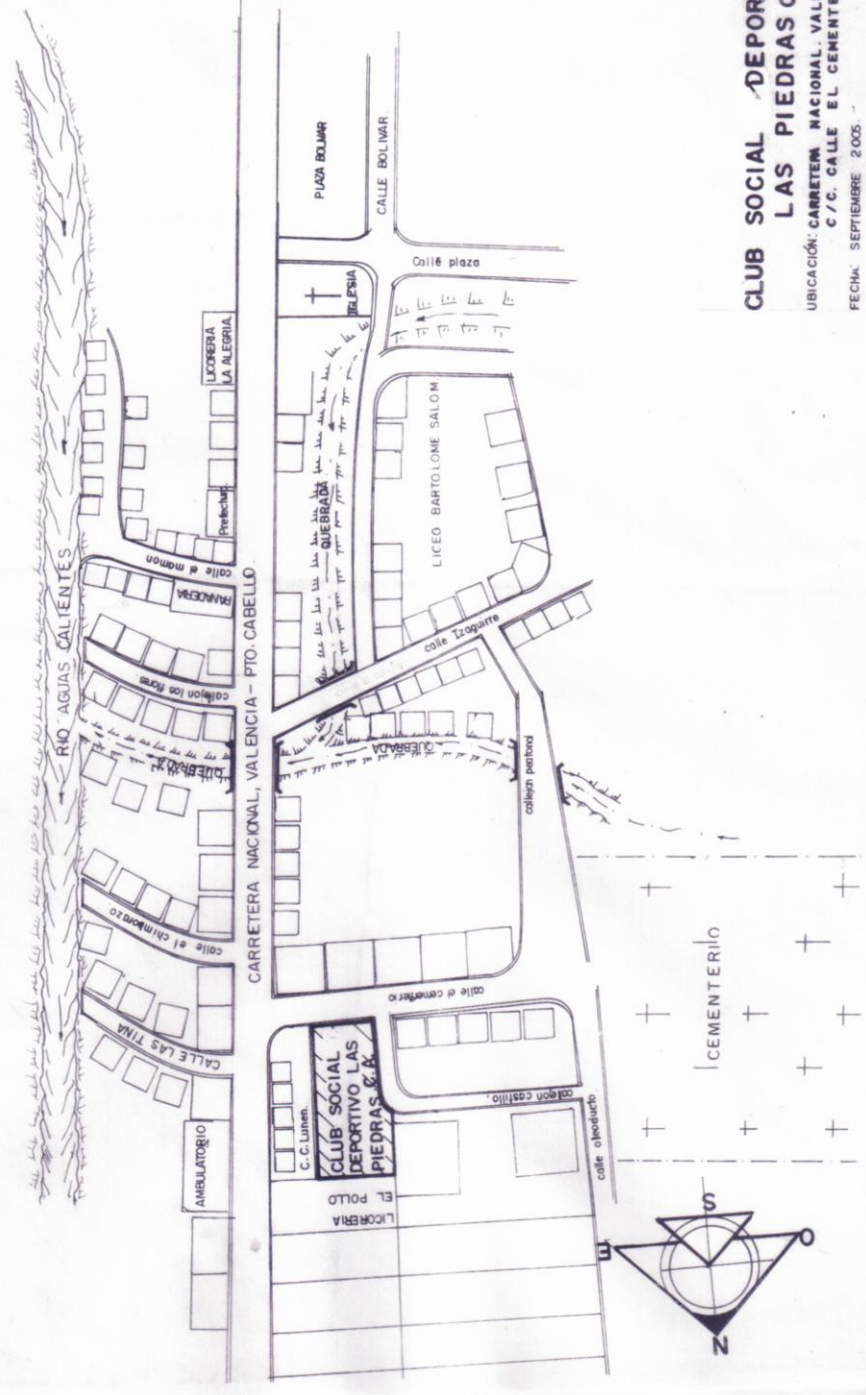 RIO AGUAS CALIENTES
LICORERIA
LA ALEGRIA.
Prefectura.
calle el mamon
PANADERIA
callejon las flores.
QUEBRADA
calle el chimborazo.
CALLE LAS TINA
AMBULATORIO
CARRETERA NACIONAL, VALENCIA - PTO. CABELLO.
PLAZA BOLIVAR
CALLE BOLIVAR.
Calle plaza
IGLESIA
QUEBRADA
LICEO BARTOLOME SALOM.
calle Izaguirre
QUEBRADA
callejon peatonal
calle el cementerio
C.C. Lunen.
CLUB SOCIAL
DEPORTIVO LAS
PIEDRAS C.A.
LICORERIA
EL POLLO
callejon castillo.
calle oleoducto
CEMENTERIO
N
S
E
O
CLUB SOCIAL DEPOR
LAS PIEDRAS C
UBICACIÓN: CARRETERA NACIONAL. VAL
C/C. CALLE EL CEMENTE
FECHA: SEPTIEMBRE 2005.-